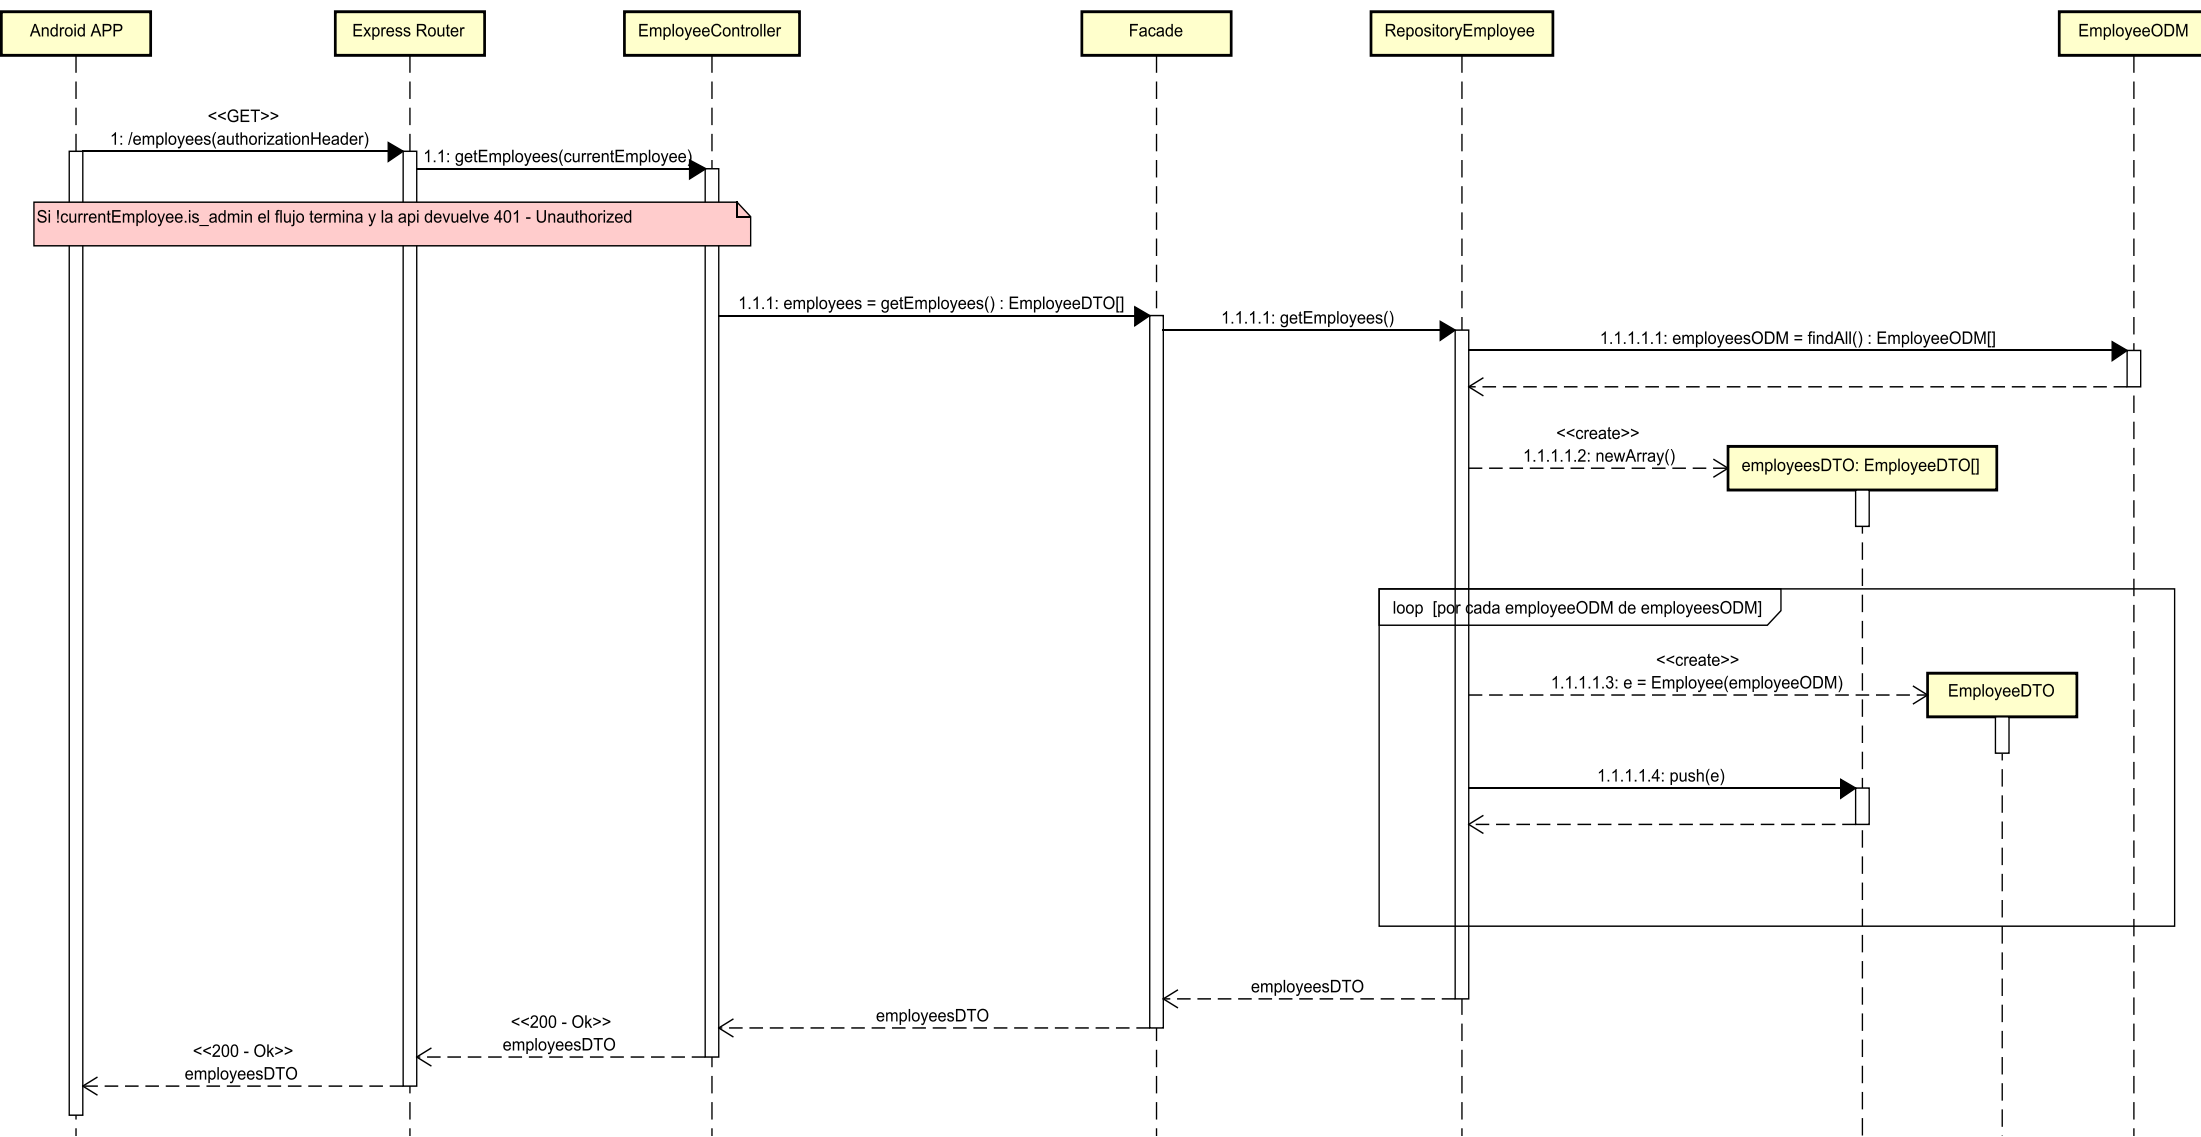 Android APP
Express Router
EmployeeController
Facade
RepositoryEmployee
EmployeeODM
<<GET>>
1: /employees(authorizationHeader)
1.1: getEmployees(currentEmployee)
Si !currentEmployee.is_admin el flujo termina y la api devuelve 401 - Unauthorized
1.1.1: employees = getEmployees() : EmployeeDTO[]
1.1.1.1: getEmployees()
1.1.1.1.1: employeesODM = findAll() : EmployeeODM[]
<<create>>
1.1.1.1.2: newArray()
employeesDTO: EmployeeDTO[]
loop [por cada employeeODM de employeesODM]
<<create>>
1.1.1.1.3: e = Employee(employeeODM)
EmployeeDTO
1.1.1.1.4: push(e)
employeesDTO
employeesDTO
<<200 - Ok>>
employeesDTO
<<200 - Ok>>
employeesDTO